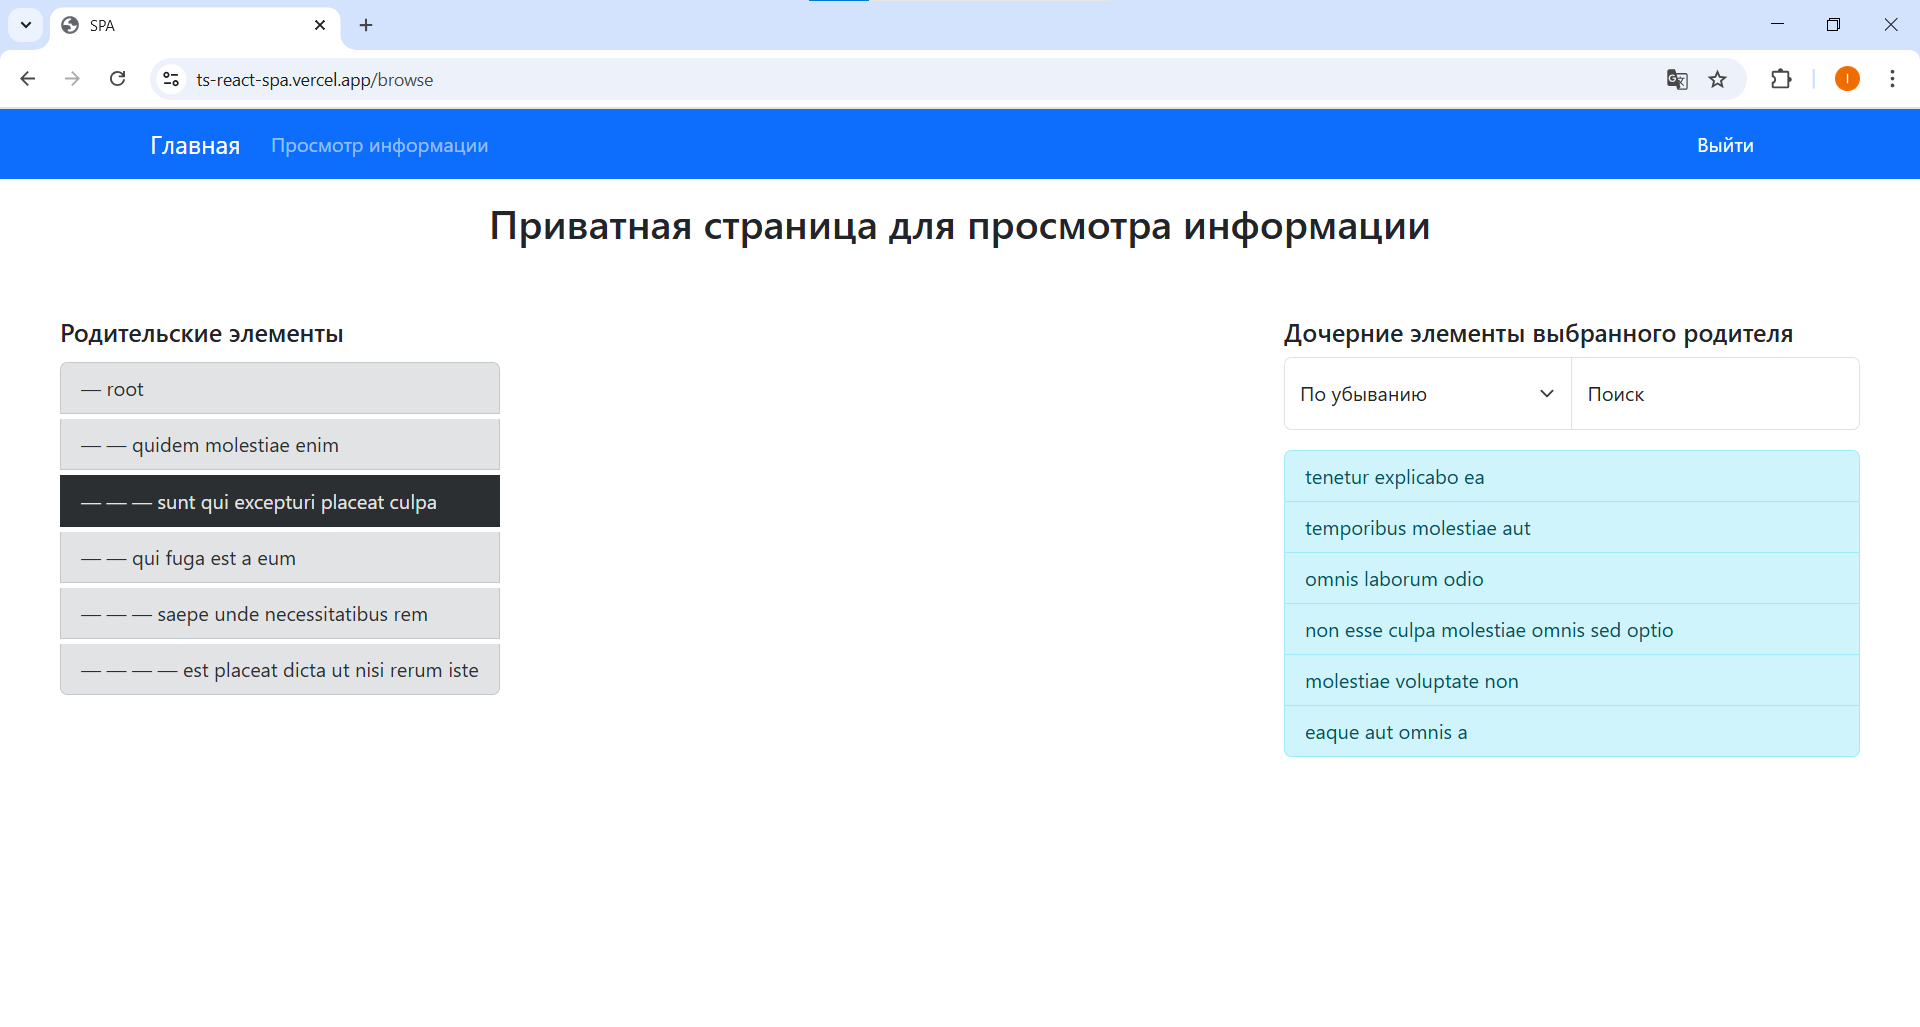 SPA
ts-react-spa.vercel.app/browse
I
Главная
Просмотр информации
Выйти
Приватная страница для просмотра информации
Родительские элементы
— root
— — quidem molestiae enim
— — — sunt qui excepturi placeat culpa
— — qui fuga est a eum
— — — saepe unde necessitatibus rem
— — — — est placeat dicta ut nisi rerum iste
Дочерние элементы выбранного родителя
По убыванию
Поиск
tenetur explicabo ea
temporibus molestiae aut
omnis laborum odio
non esse culpa molestiae omnis sed optio
molestiae voluptate non
eaque aut omnis a